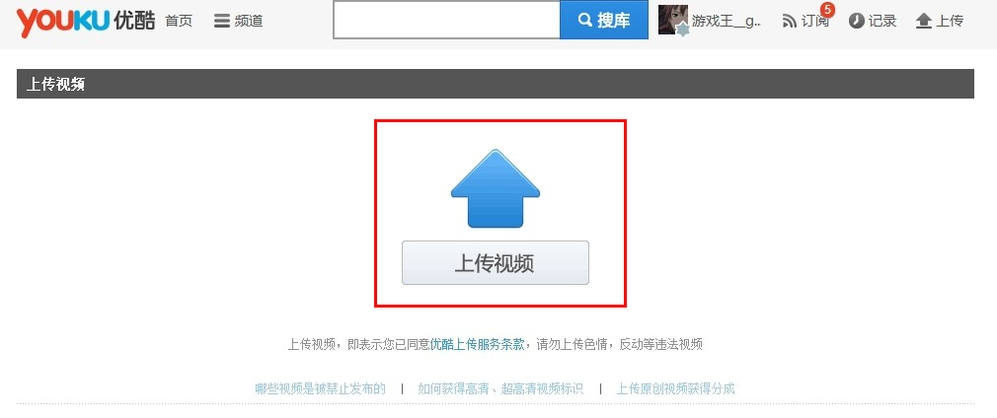 YOUKU 优酷 首页 频道 搜库 游戏王__g.. 订阅 5 记录 上传
上传视频
上传视频
上传视频，即表示您已同意优酷上传服务条款，请勿上传色情，反动等违法视频
哪些视频是被禁止发布的 | 如何获得高清、超高清视频标识 | 上传原创视频获得分成